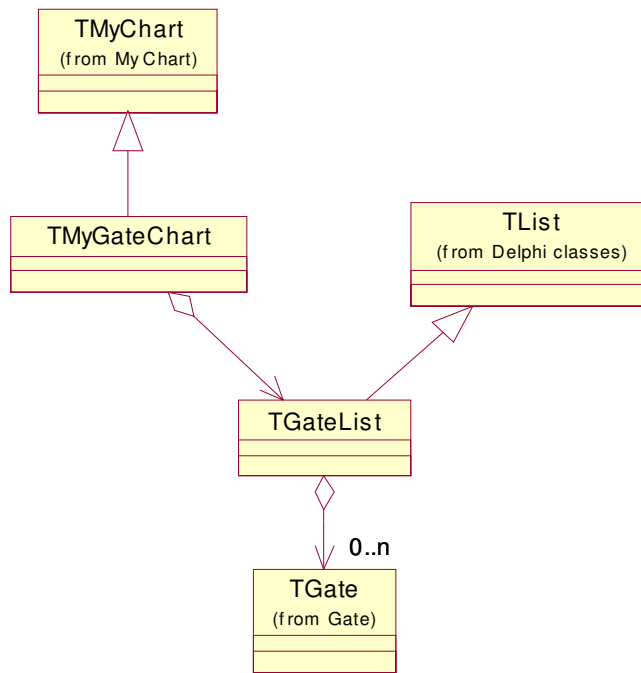 TMyChart
(from My Chart)
TMyGateChart
TList
(from Delphi classes)
TGateList
0..n
TGate
(from Gate)